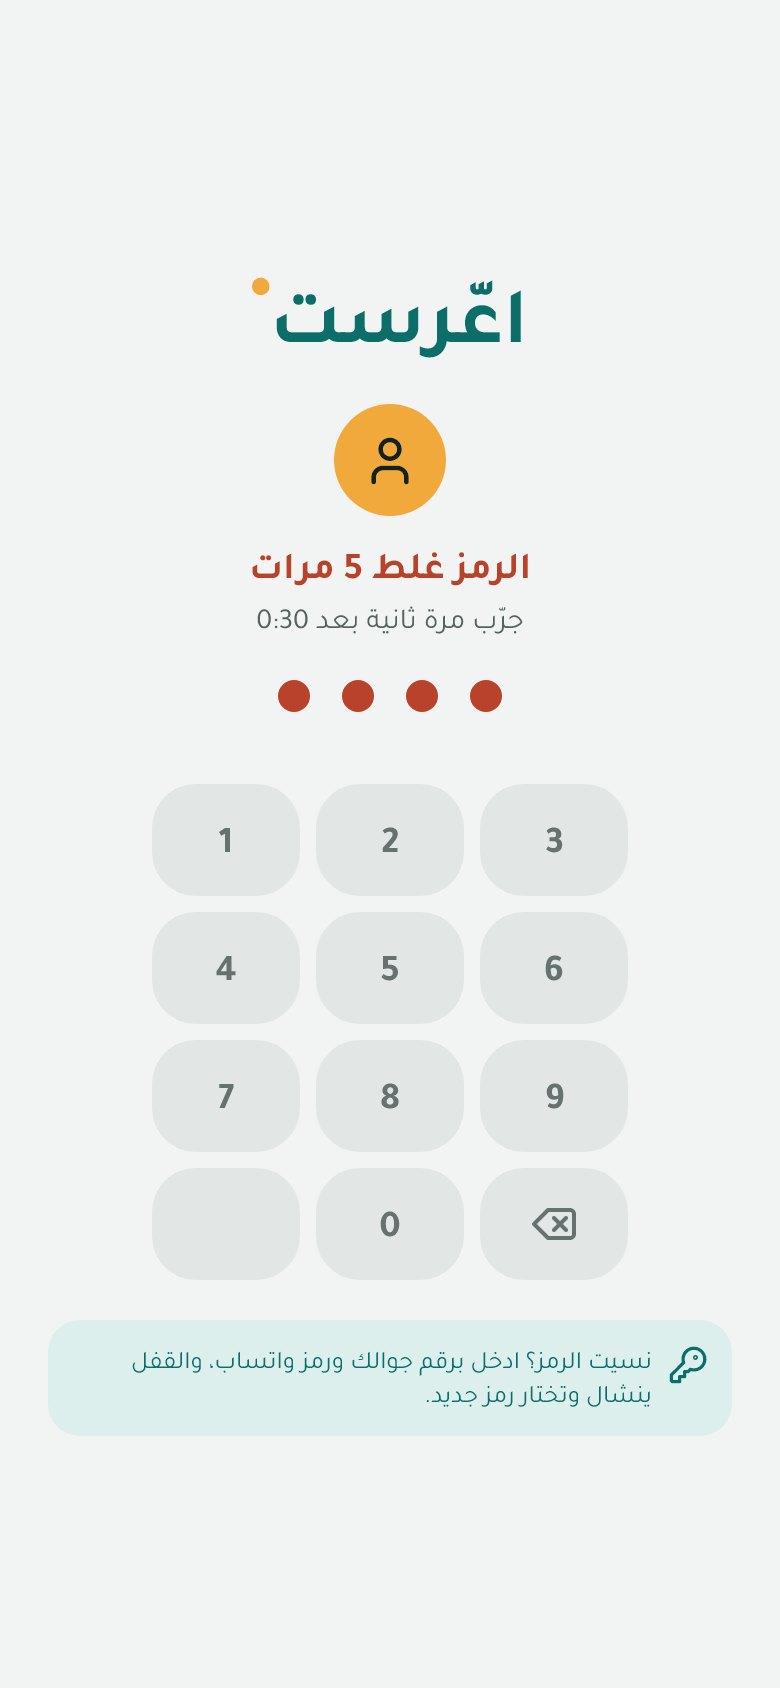 اعّرست
الرمز غلط 5 مرات
جرّب مرة ثانية بعد 0:30
1 2 3
4 5 6
7 8 9
0
نسيت الرمز؟ ادخل برقم جوالك ورمز واتساب، والقفل
ينشال وتختار رمز جديد.